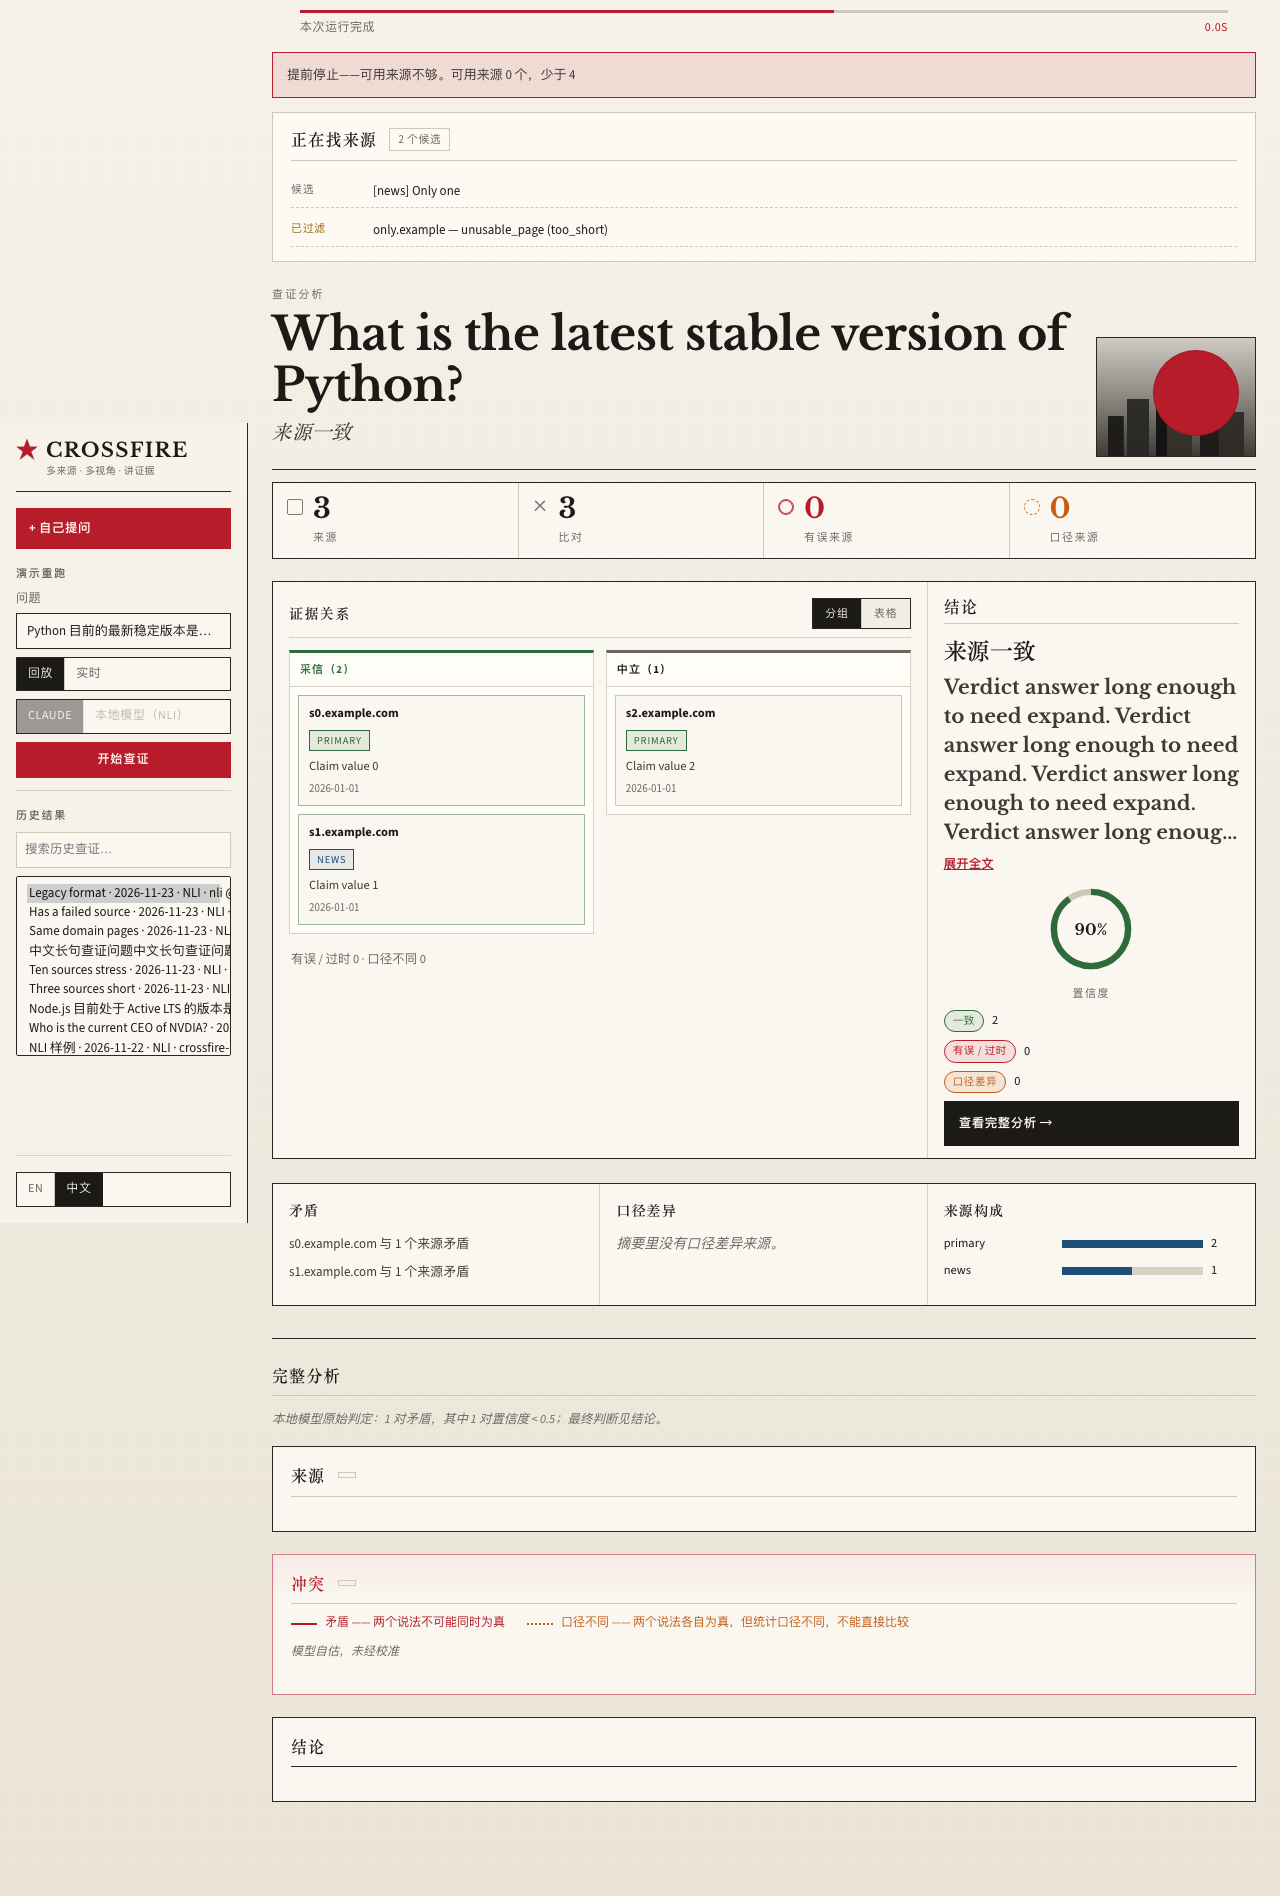 本次运行完成
0.0S
提前停止——可用来源不够。可用来源 0 个，少于 4
正在找来源
2 个候选
候选
[news] Only one
已过滤
only.example — unusable_page (too_short)
查证分析
What is the latest stable version of
Python?
来源一致
CROSSFIRE
多来源 · 多视角 · 讲证据
+ 自己提问
演示重跑
问题
Python 目前的最新稳定版本是…
回放
实时
CLAUDE
本地模型（NLI）
开始查证
历史结果
搜索历史查证…
Legacy format · 2026-11-23 · NLI · nli @
Has a failed source · 2026-11-23 · NLI ·
Same domain pages · 2026-11-23 · NL
中文长句查证问题中文长句查证问题
Ten sources stress · 2026-11-23 · NLI ·
Three sources short · 2026-11-23 · NLI
Node.js 目前处于 Active LTS 的版本是
Who is the current CEO of NVDIA? · 20
NLI 样例 · 2026-11-22 · NLI · crossfire-
EN
中文
3
来源
3
比对
0
有误来源
0
口径来源
证据关系
分组
表格
采信（2）
s0.example.com
PRIMARY
Claim value 0
2026-01-01
s1.example.com
NEWS
Claim value 1
2026-01-01
中立（1）
s2.example.com
PRIMARY
Claim value 2
2026-01-01
有误 / 过时 0 · 口径不同 0
结论
来源一致
Verdict answer long enough
to need expand. Verdict
answer long enough to need
expand. Verdict answer long
enough to need expand.
Verdict answer long enoug…
展开全文
90%
置信度
一致
2
有误 / 过时
0
口径差异
0
查看完整分析 →
矛盾
s0.example.com 与 1 个来源矛盾
s1.example.com 与 1 个来源矛盾
口径差异
摘要里没有口径差异来源。
来源构成
primary
2
news
1
完整分析
本地模型原始判定：1 对矛盾，其中 1 对置信度 < 0.5；最终判断见结论。
来源
冲突
矛盾 —— 两个说法不可能同时为真
口径不同 —— 两个说法各自为真，但统计口径不同，不能直接比较
模型自估，未经校准
结论